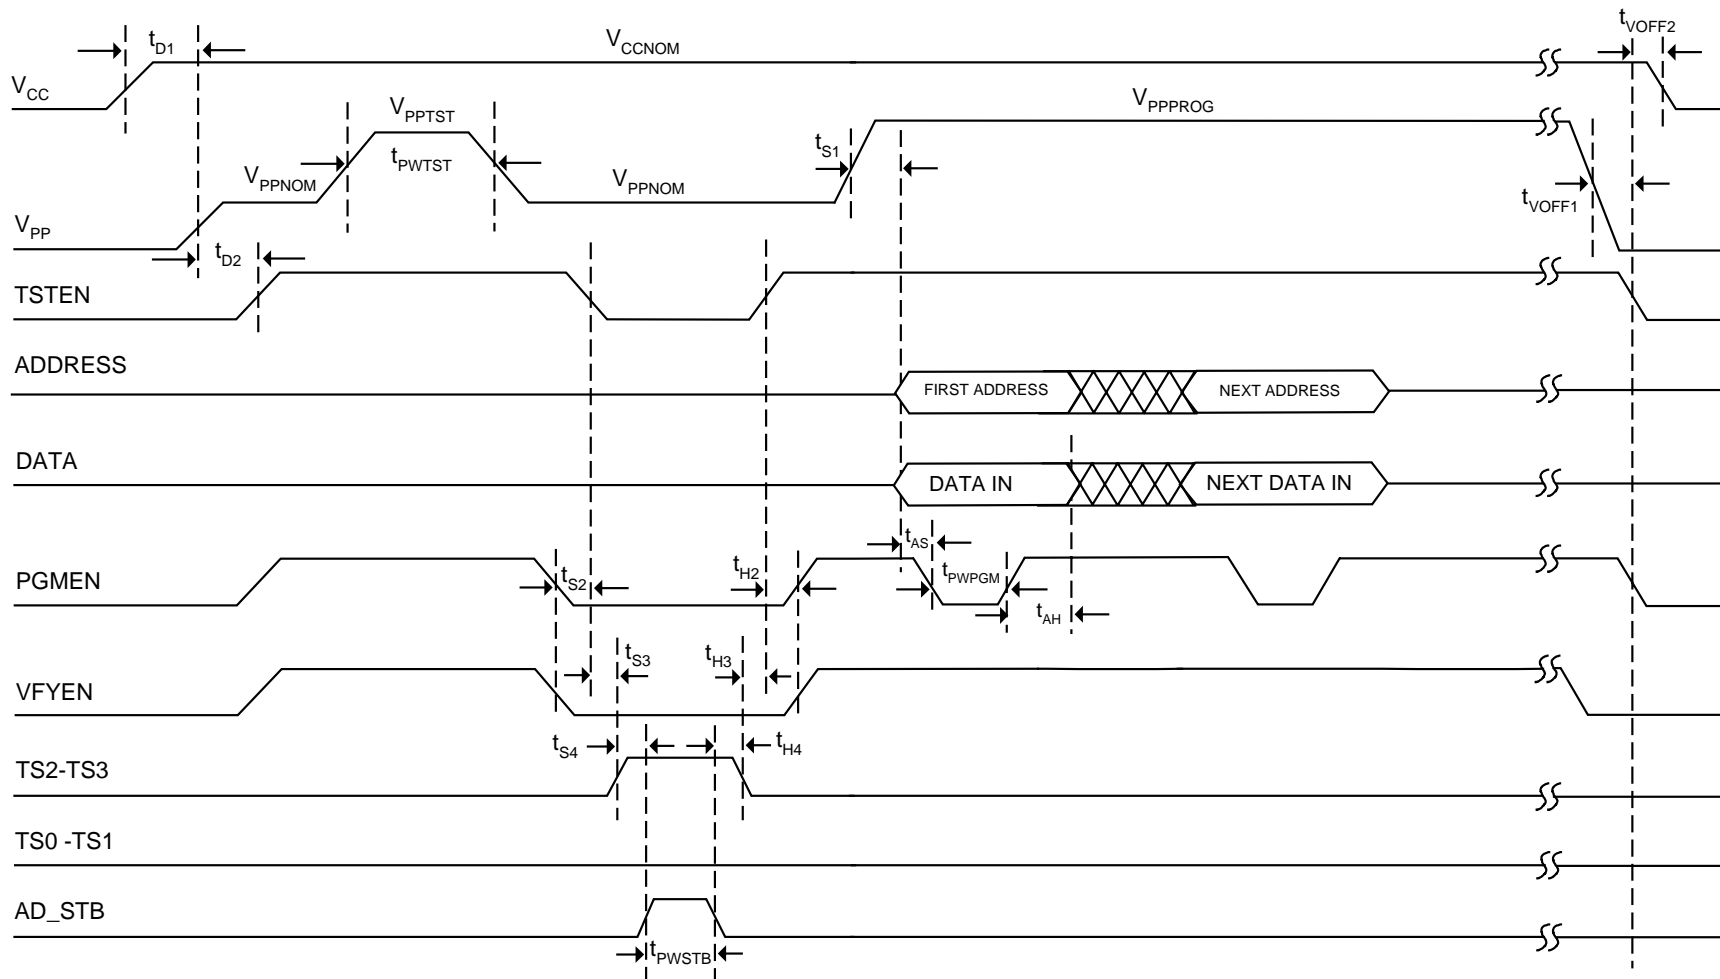 tD1
VCCNOM
tVOFF2
VCC
VPPTST
VPPPROG
tS1
tPWTST
VPPNOM
VPPNOM
tVOFF1
VPP
tD2
TSTEN
ADDRESS
FIRST ADDRESS
NEXT ADDRESS
DATA
DATA IN
NEXT DATA IN
tAS
PGMEN
tS2
tH2
tPWPGM
tAH
tS3
tH3
VFYEN
tS4
tH4
TS2-TS3
TS0 -TS1
AD_STB
tPWSTB